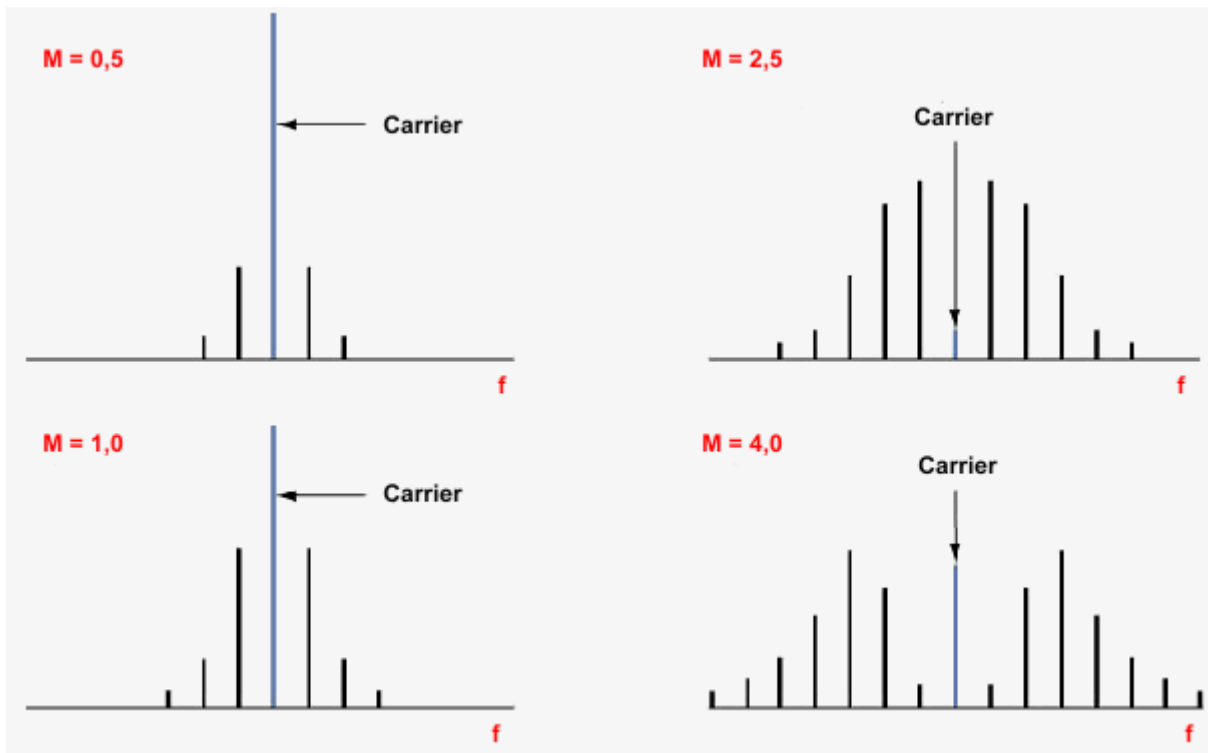 M = 0,5
Carrier
f
M = 2,5
Carrier
f
M = 1,0
Carrier
f
M = 4,0
Carrier
f